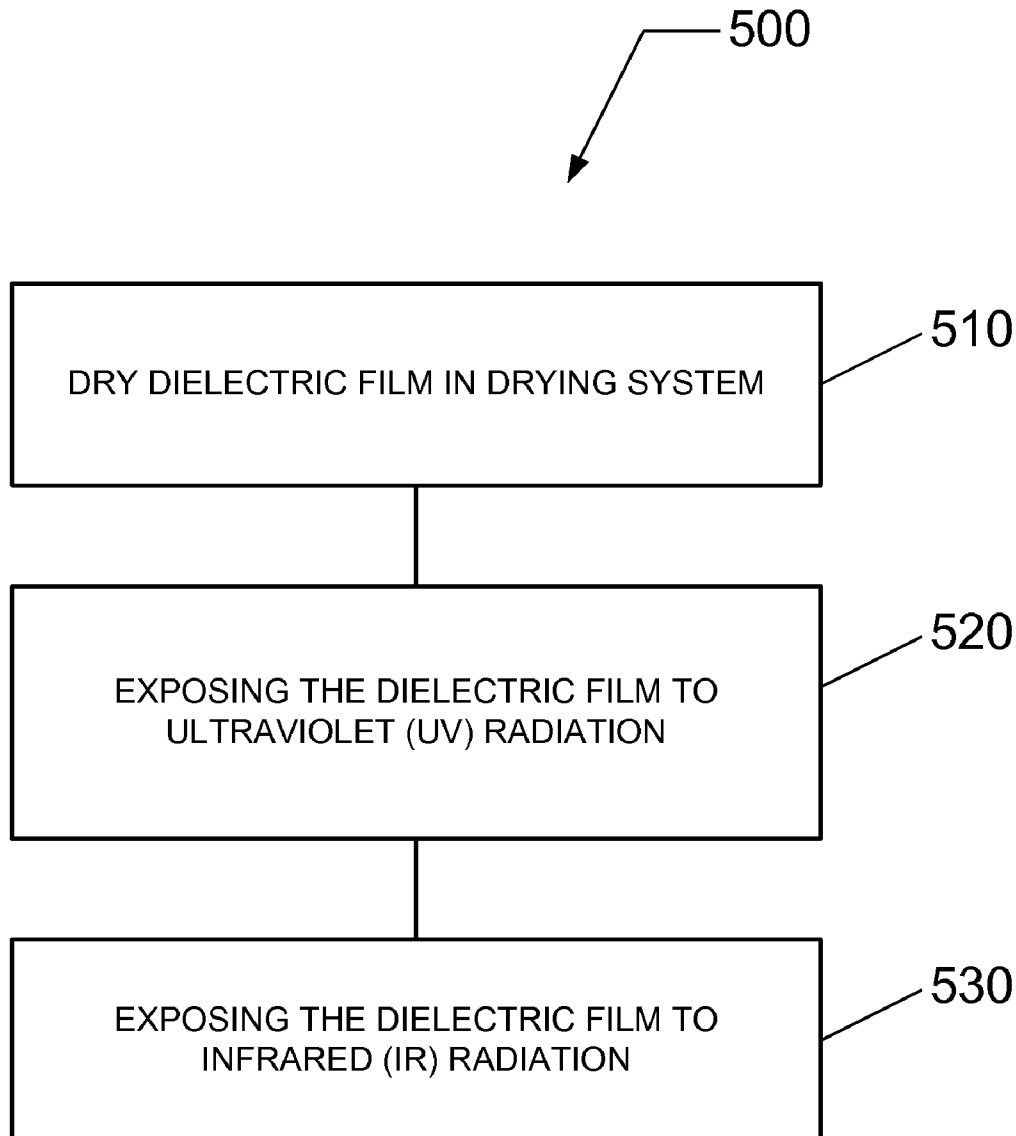 500
510
DRY DIELECTRIC FILM IN DRYING SYSTEM
520
EXPOSING THE DIELECTRIC FILM TO
ULTRAVIOLET (UV) RADIATION
530
EXPOSING THE DIELECTRIC FILM TO
INFRARED (IR) RADIATION